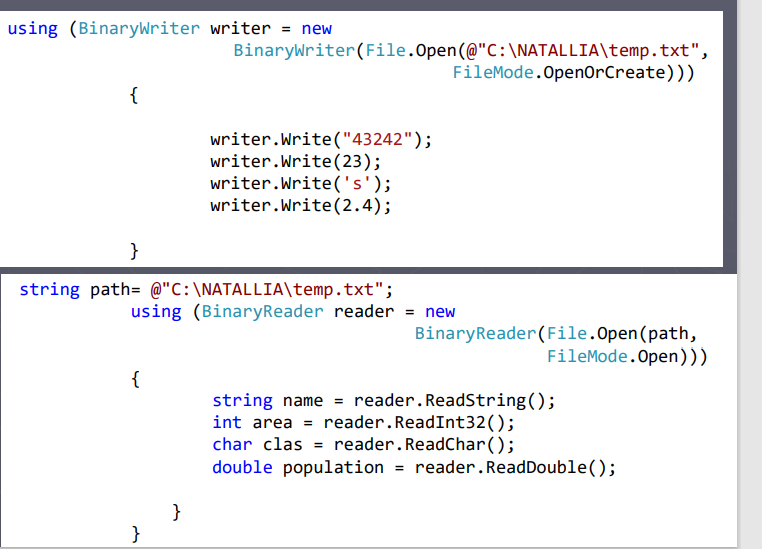 using (BinaryWriter writer = new
BinaryWriter(File.Open(@"C:\NATALLIA\temp.txt",
FileMode.OpenOrCreate)))
{
writer.Write("43242");
writer.Write(23);
writer.Write('s');
writer.Write(2.4);
}
string path= @"C:\NATALLIA\temp.txt";
using (BinaryReader reader = new
BinaryReader(File.Open(path,
FileMode.Open)))
{
string name = reader.ReadString();
int area = reader.ReadInt32();
char clas = reader.ReadChar();
double population = reader.ReadDouble();
}
}